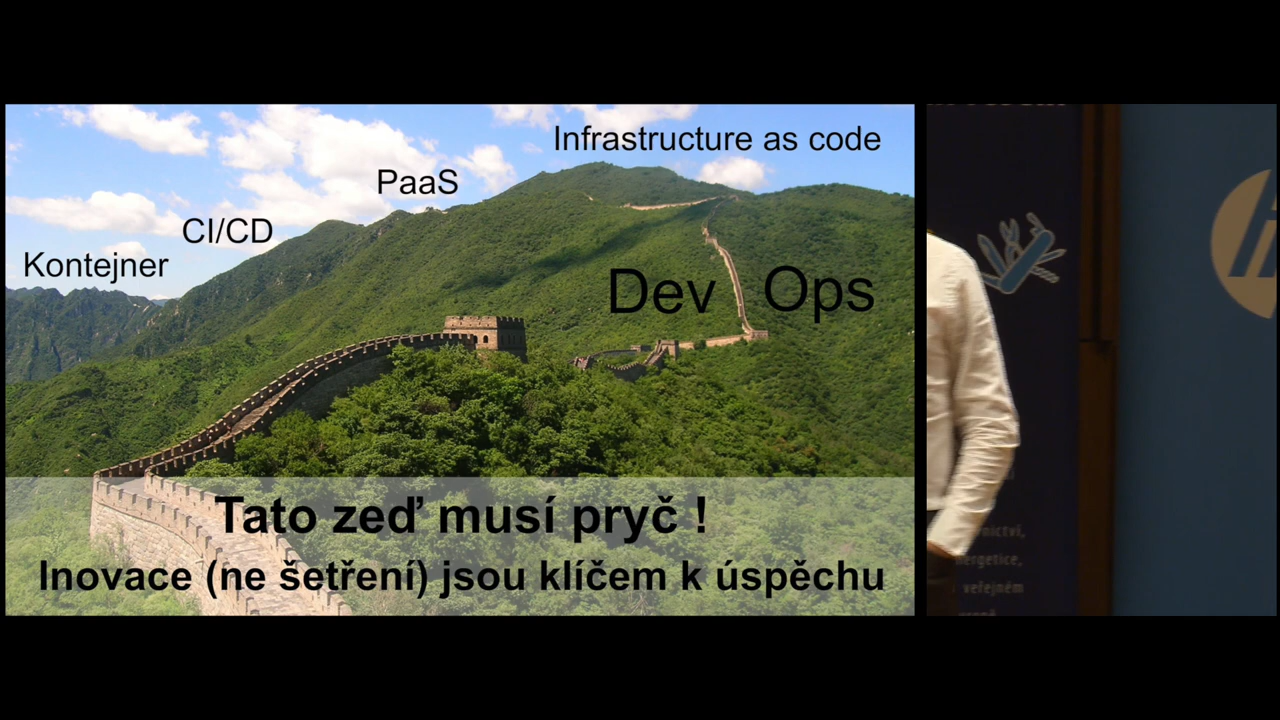 Infrastructure as code
PaaS
CI/CD
Kontejner
Dev Ops
Tato zeď musí pryč !
Inovace (ne šetření) jsou klíčem k úspěchu
veřejném